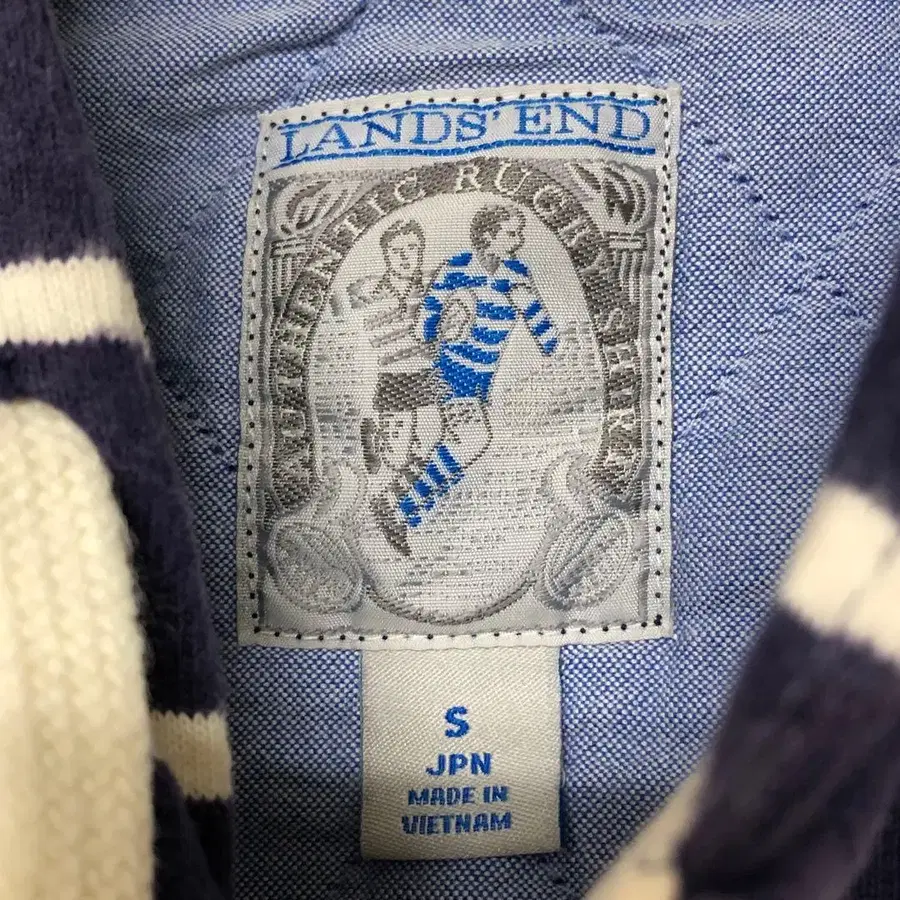 LANDS' END
AUTHENTIC RUGBY SHIRT
S
JPN
MADE IN
VIETNAM